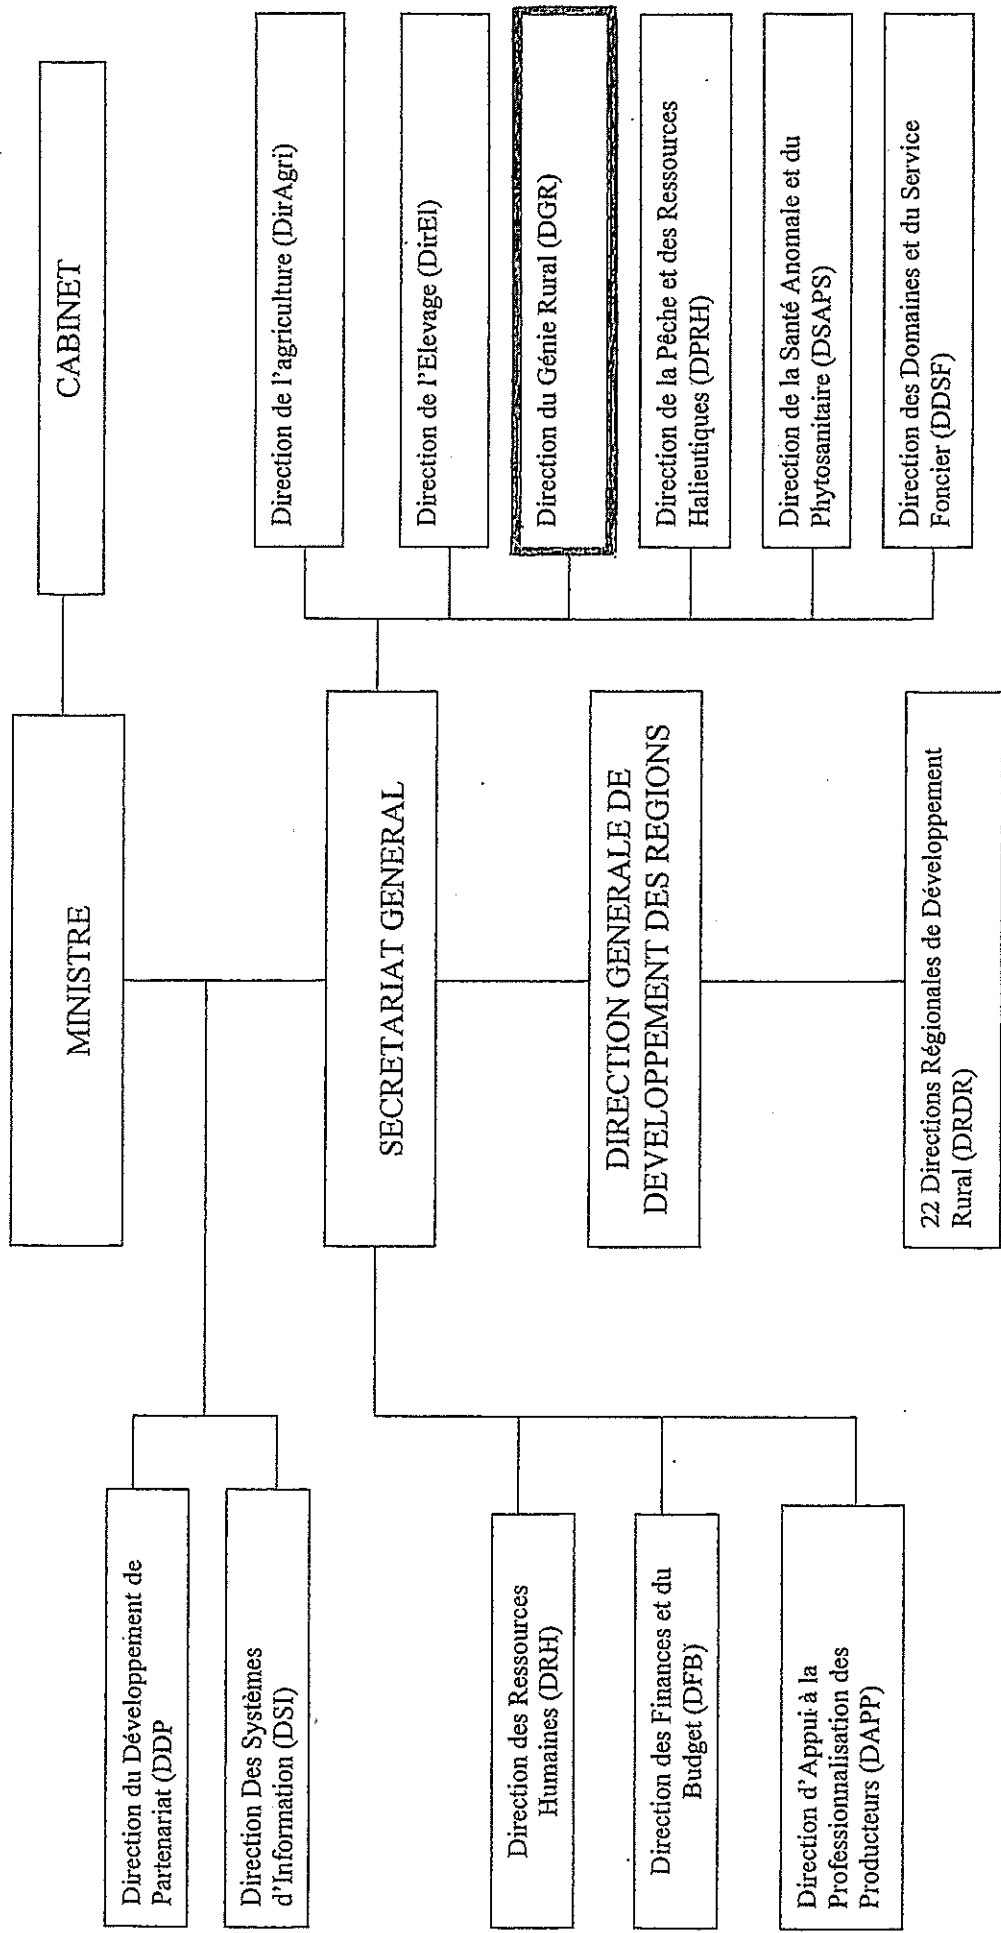 MINISTRE
CABINET
Direction du Développement de
Partenariat (DDP
Direction Des Systèmes
d'Information (DSI)
SECRETARIAT GENERAL
Direction des Ressources
Humaines (DRH)
Direction des Finances et du
Budget (DFB)
Direction d'Appui à la
Professionnalisation des
Producteurs (DAPP)
Direction de l'agriculture (DirAgri)
Direction de l'Elevage (DirEl)
Direction du Génie Rural (DGR)
Direction de la Pêche et des Ressources
Halieutiques (DPRH)
Direction de la Santé Anomale et du
Phytosanitaire (DSAPS)
Direction des Domaines et du Service
Foncier (DDSF)
DIRECTION GENERALE DE
DEVELOPPEMENT DES REGIONS
22 Directions Régionales de Développement
Rural (DRDR)